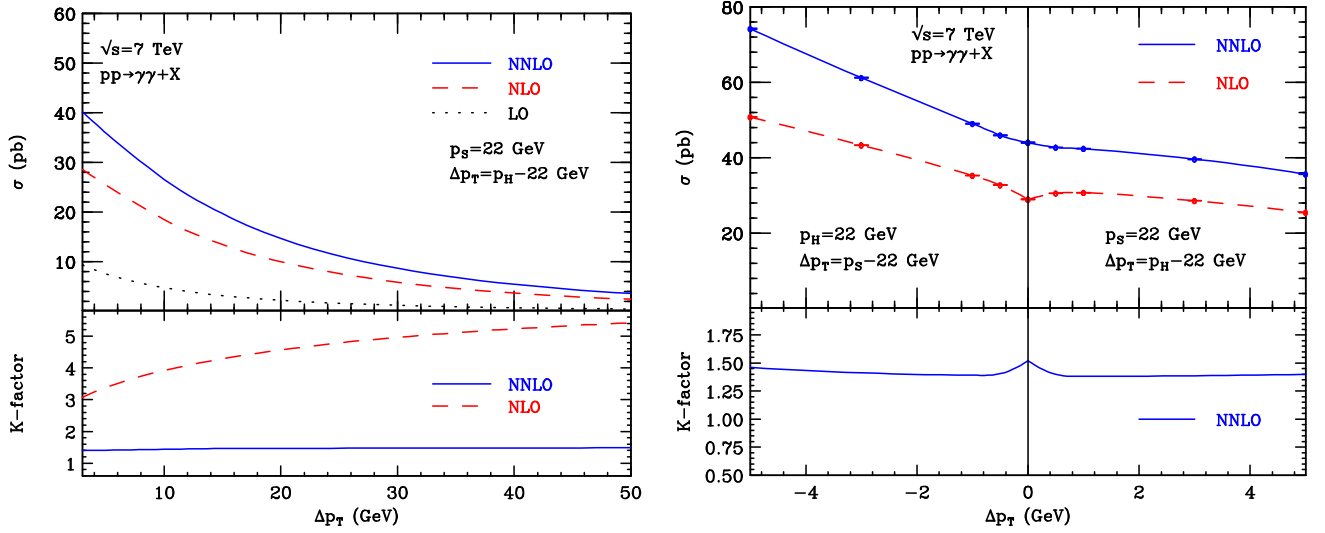 60
50
40
30
20
10
σ (pb)
√s=7 TeV
pp→γγ+X
NNLO
NLO
LO
p_S=22 GeV
Δp_T=p_H−22 GeV
5
4
3
2
1
K−factor
NNLO
NLO
10 20 30 40 50
Δp_T (GeV)
80
60
40
20
σ (pb)
√s=7 TeV
pp→γγ+X
NNLO
NLO
p_H=22 GeV
Δp_T=p_S−22 GeV
p_S=22 GeV
Δp_T=p_H−22 GeV
1.75
1.50
1.25
1.00
0.75
0.50
K−factor
NNLO
−4 −2 0 2 4
Δp_T (GeV)